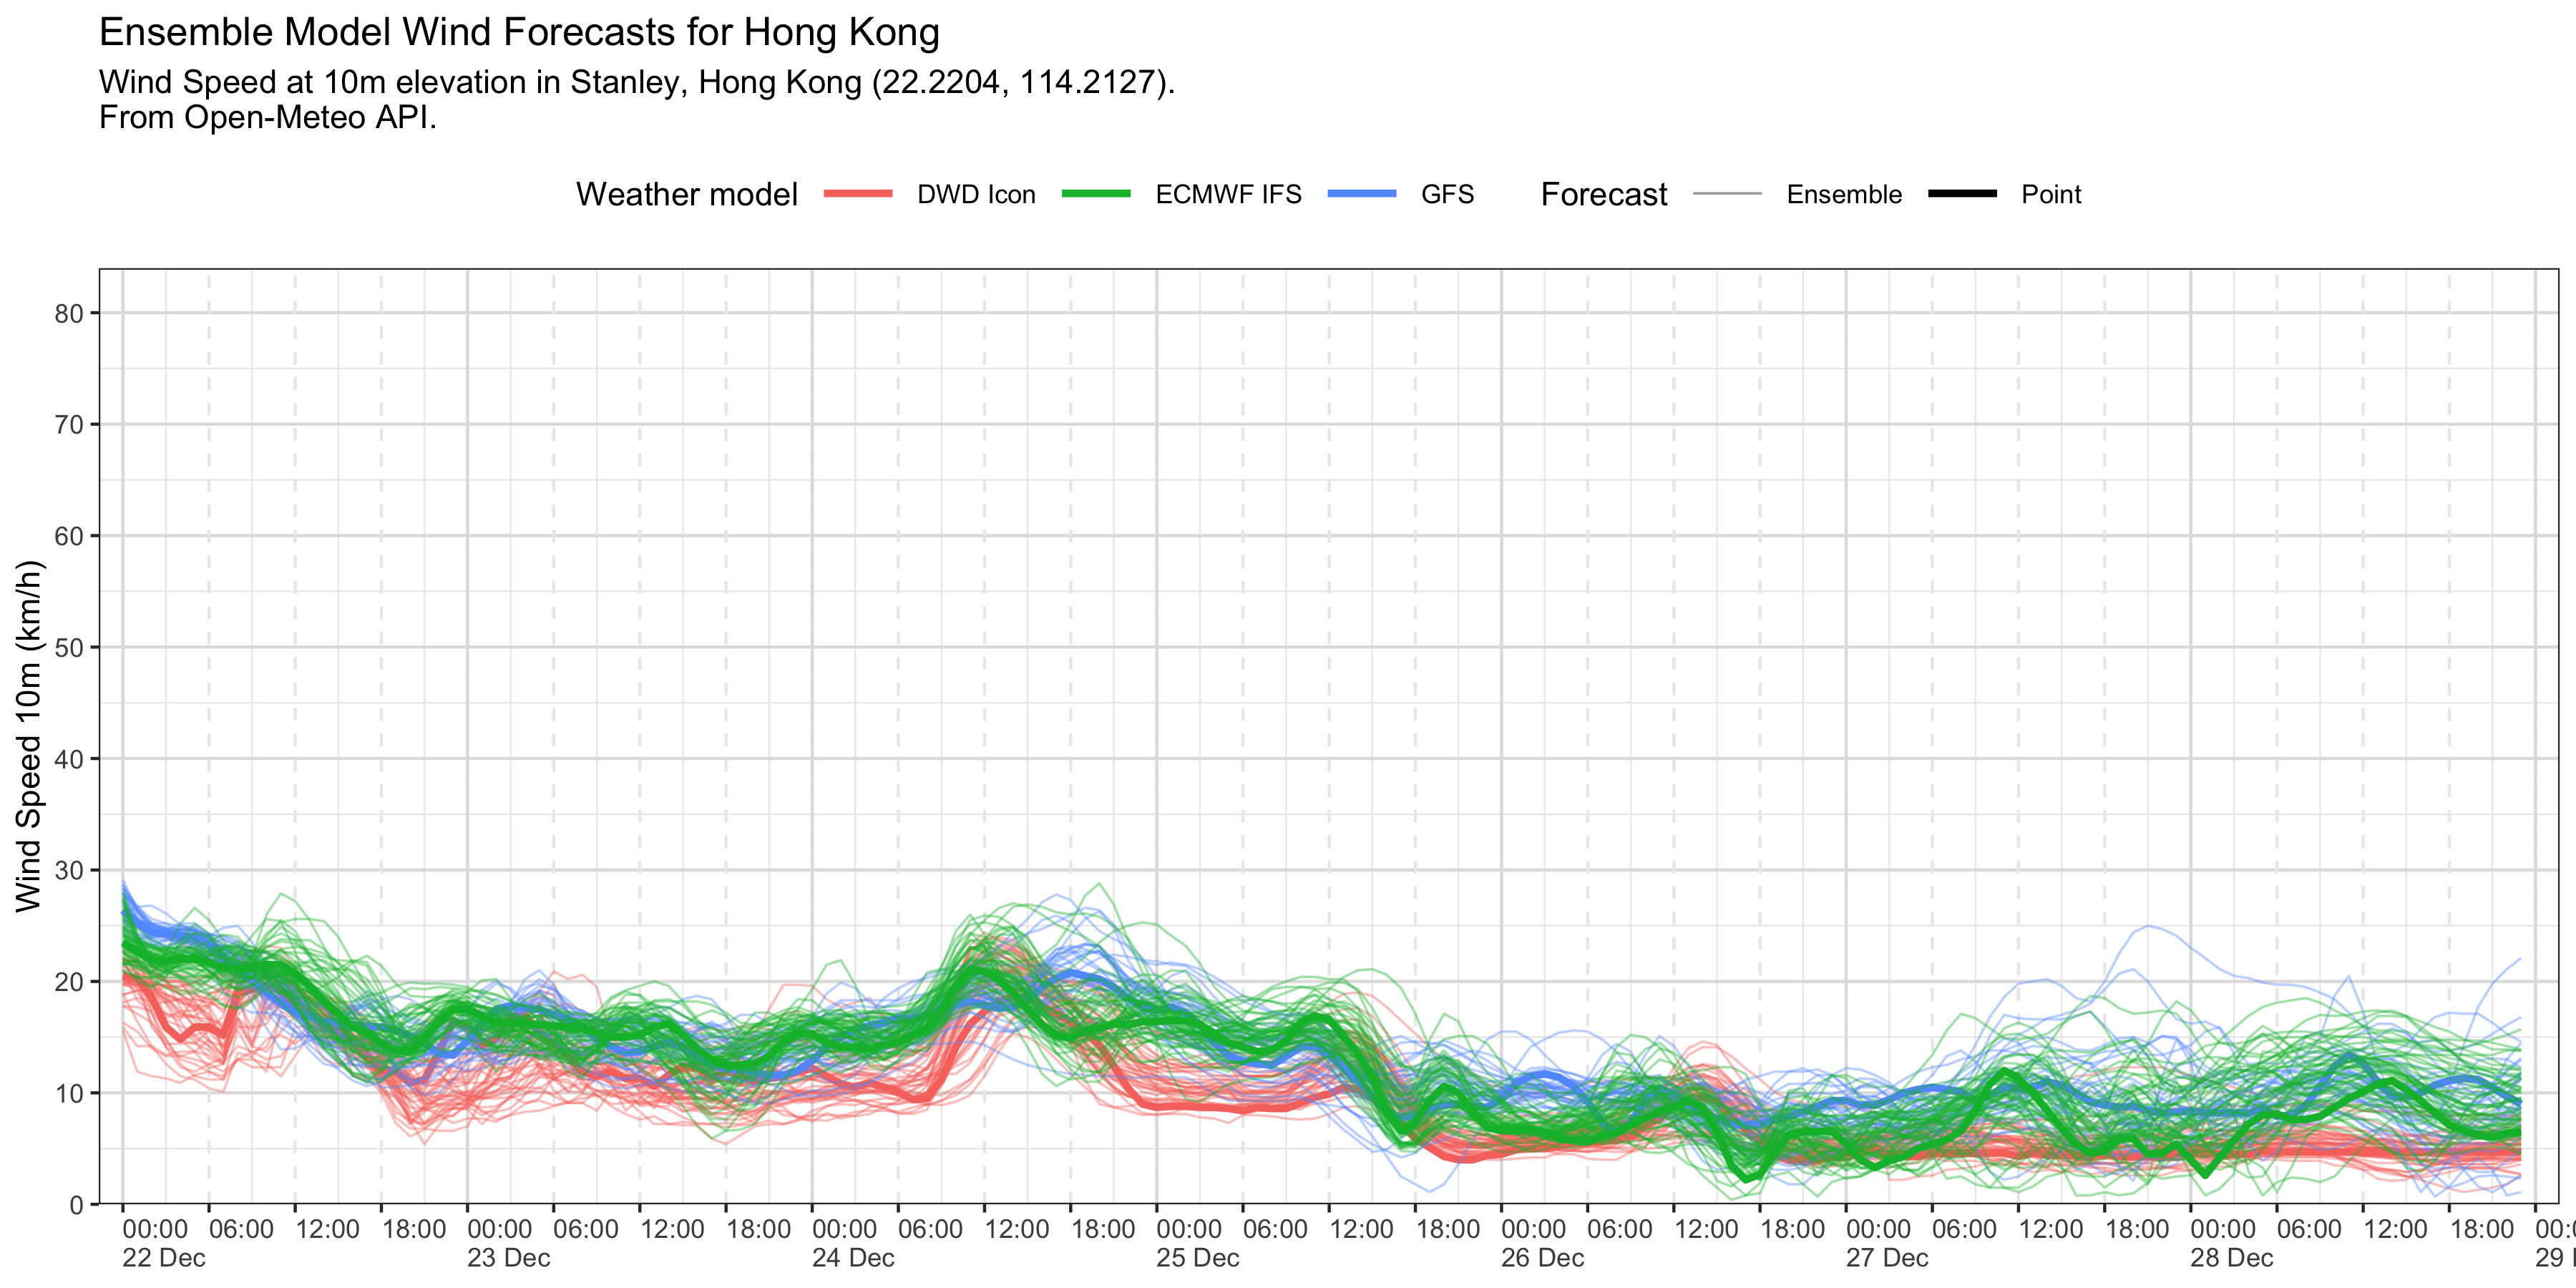 Ensemble Model Wind Forecasts for Hong Kong
Wind Speed at 10m elevation in Stanley, Hong Kong (22.2204, 114.2127).
From Open-Meteo API.
Weather model DWD Icon ECMWF IFS GFS Forecast Ensemble Point
Wind Speed 10m (km/h)
80
70
60
50
40
30
20
10
0
00:00 06:00 12:00 18:00 00:00 06:00 12:00 18:00 00:00 06:00 12:00 18:00 00:00 06:00 12:00 18:00 00:00 06:00 12:00 18:00 00:00 06:00 12:00 18:00 00:00 06:00 12:00 18:00
22 Dec 23 Dec 24 Dec 25 Dec 26 Dec 27 Dec 28 Dec 29